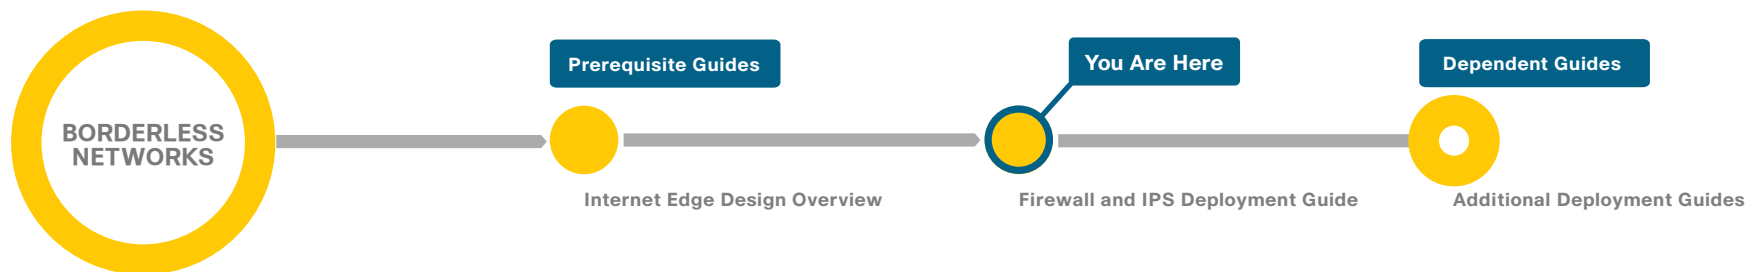 BORDERLESS
NETWORKS
Prerequisite Guides
You Are Here
Dependent Guides
Internet Edge Design Overview
Firewall and IPS Deployment Guide
Additional Deployment Guides